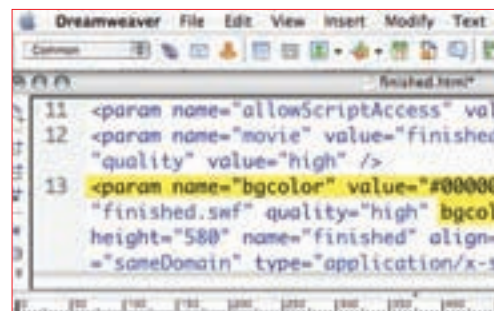 Dreamweaver File Edit View Insert Modify Text
Common
finished.html*
11 <param name="allowScriptAccess" val
12 <param name="movie" value="finished
"quality" value="high" />
13 <param name="bgcolor" value="#00000
"finished.swf" quality="high" bgcol
height="580" name="finished" align=
="sameDomain" type="application/x-s